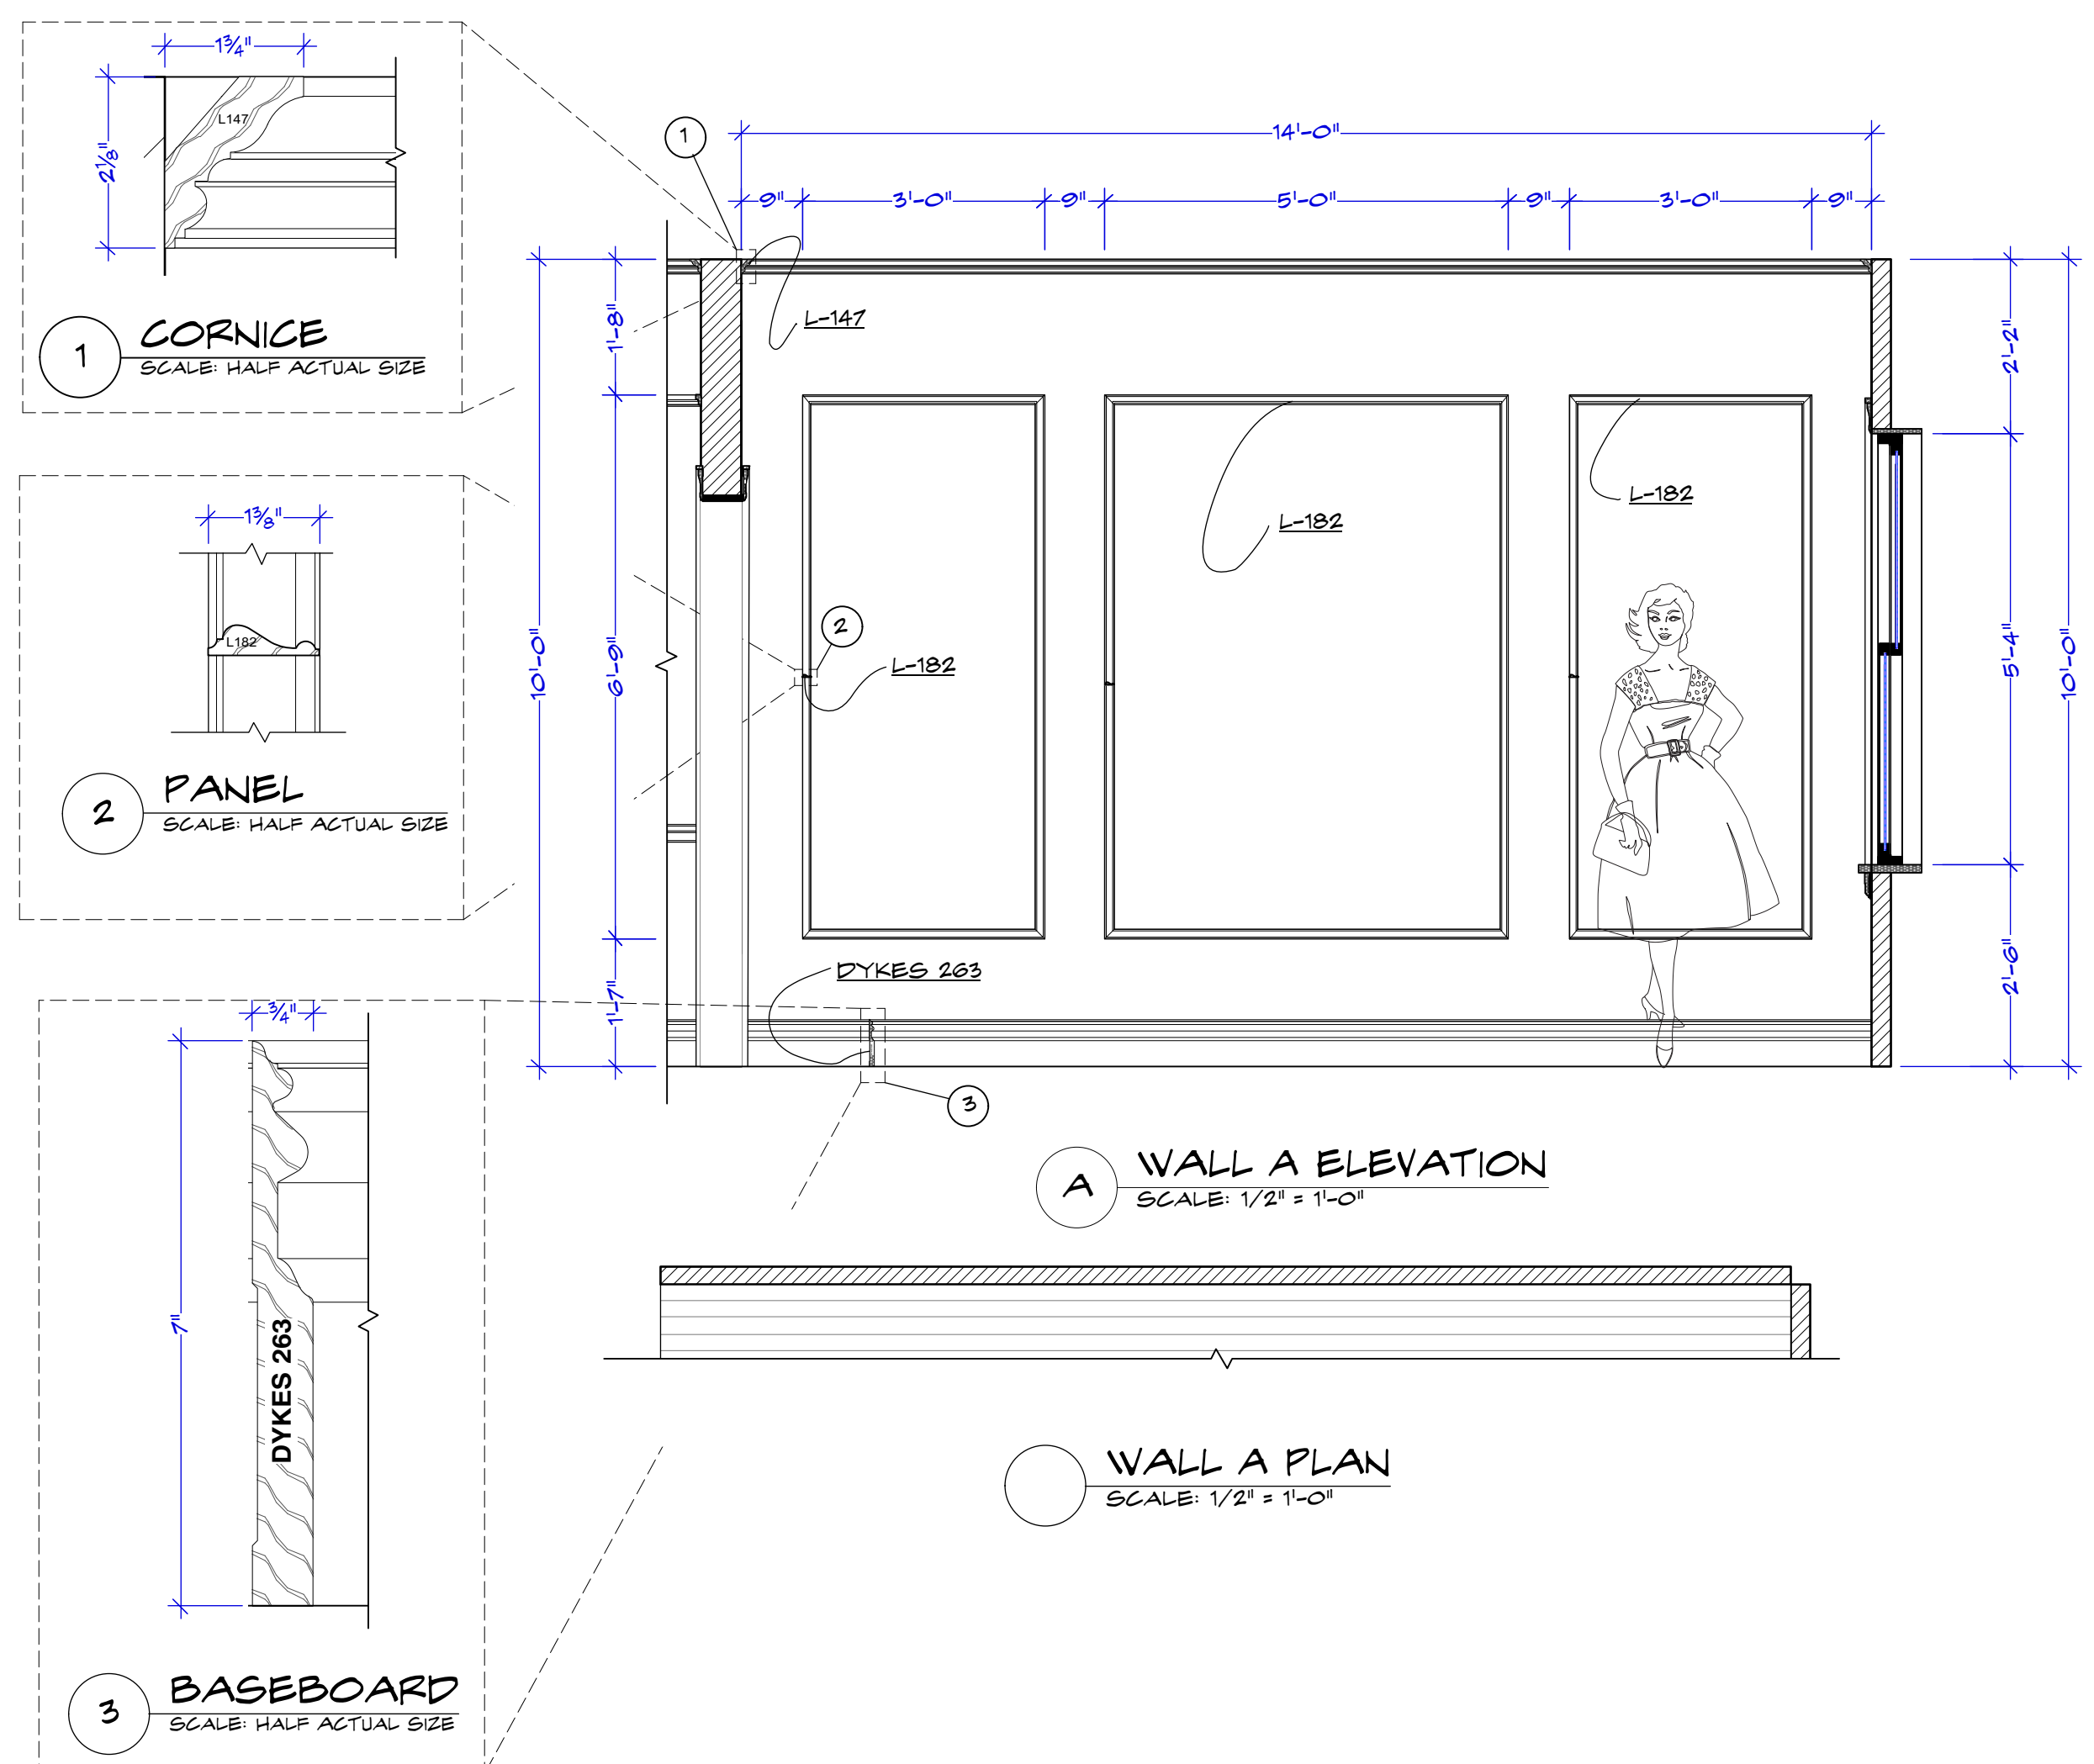 1¾"
2⅛"
L147
1
CORNICE
SCALE: HALF ACTUAL SIZE
1⅜"
L182
2
PANEL
SCALE: HALF ACTUAL SIZE
¾"
7"
DYKES 263
3
BASEBOARD
SCALE: HALF ACTUAL SIZE
1
14'-0"
9"
3'-0"
9"
5'-0"
9"
3'-0"
9"
10'-0"
1'-8"
6'-9"
1'-7"
L-147
L-182
L-182
2
L-182
DYKES 263
3
2'-2"
5'-4"
2'-6"
10'-0"
A
WALL A ELEVATION
SCALE: 1/2" = 1'-0"
WALL A PLAN
SCALE: 1/2" = 1'-0"